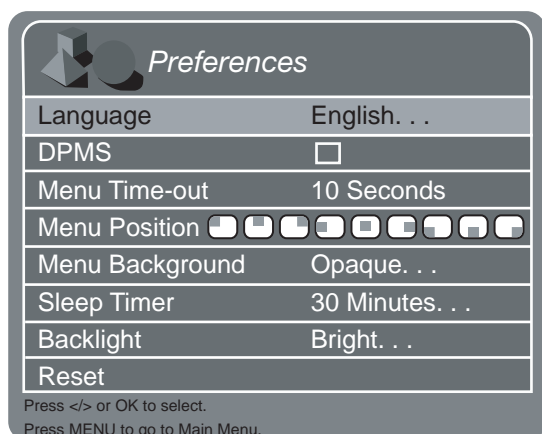 Preferences
Language English. . .
DPMS
Menu Time-out 10 Seconds
Menu Position
Menu Background Opaque. . .
Sleep Timer 30 Minutes. . .
Backlight Bright. . .
Reset
Press </> or OK to select.
Press MENU to go to Main Menu.